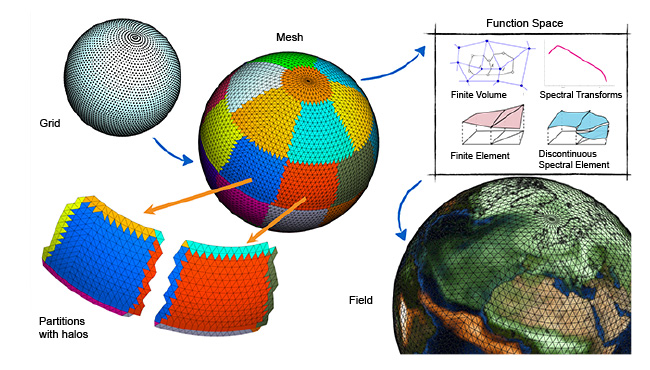 Function Space
Mesh
Grid
Finite Volume
Spectral Transforms
Finite Element
Discontinuous
Spectral Element
Field
Partitions
with halos